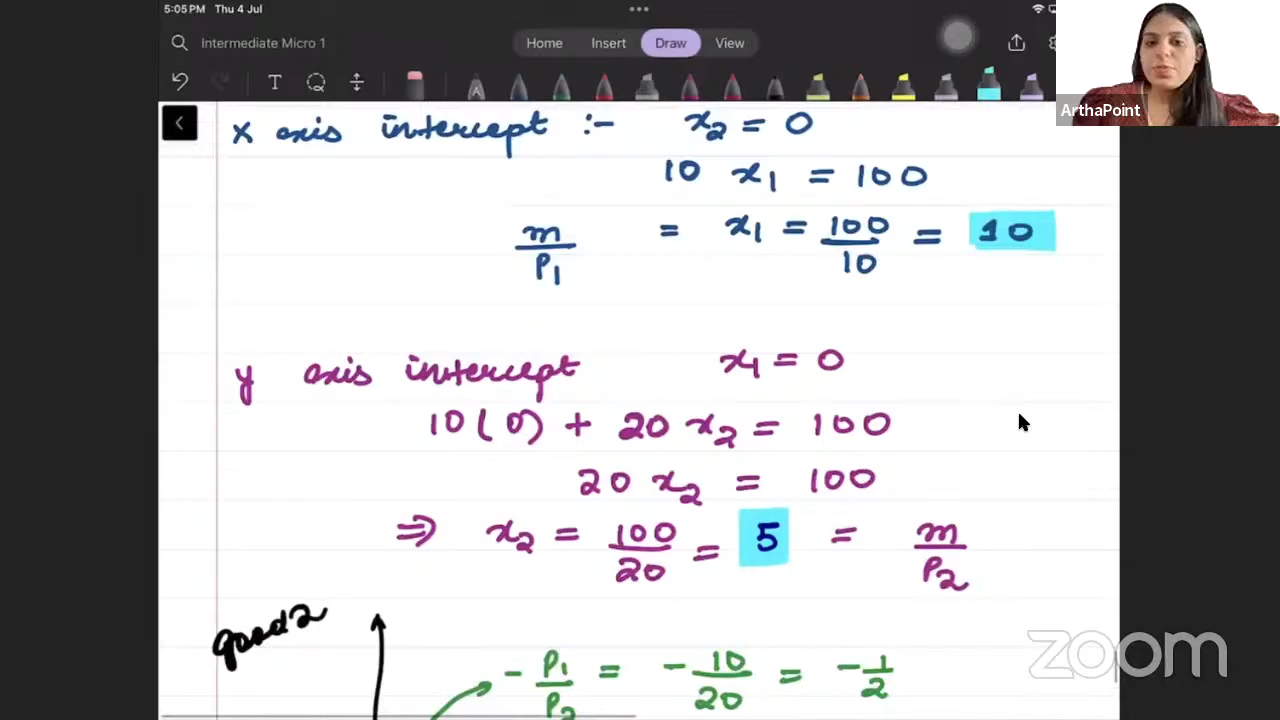 5:05 PM Thu 4 Jul
Intermediate Micro 1
Home Insert Draw View
ArthaPoint
x axis intercept :- x₂ = 0
10 x₁ = 100
m/P₁ = x₁ = 100/10 = 10
y axis intercept x₁ = 0
10(0) + 20 x₂ = 100
20 x₂ = 100
⇒ x₂ = 100/20 = 5 = m/P₂
good 2
- P₁/P₂ = - 10/20 = - 1/2
zoom